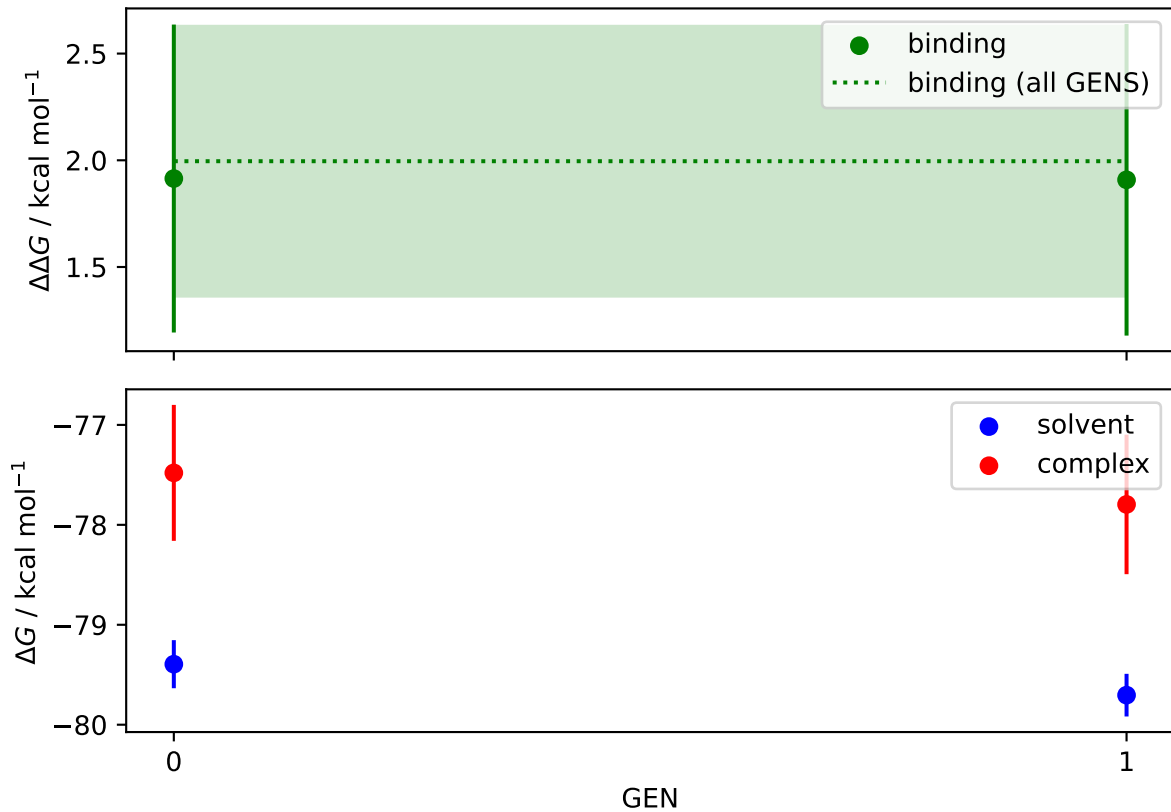 2.5
2.0
1.5
ΔΔG / kcal mol⁻¹
binding
binding (all GENS)
−77
−78
−79
−80
ΔG / kcal mol⁻¹
solvent
complex
0
1
GEN